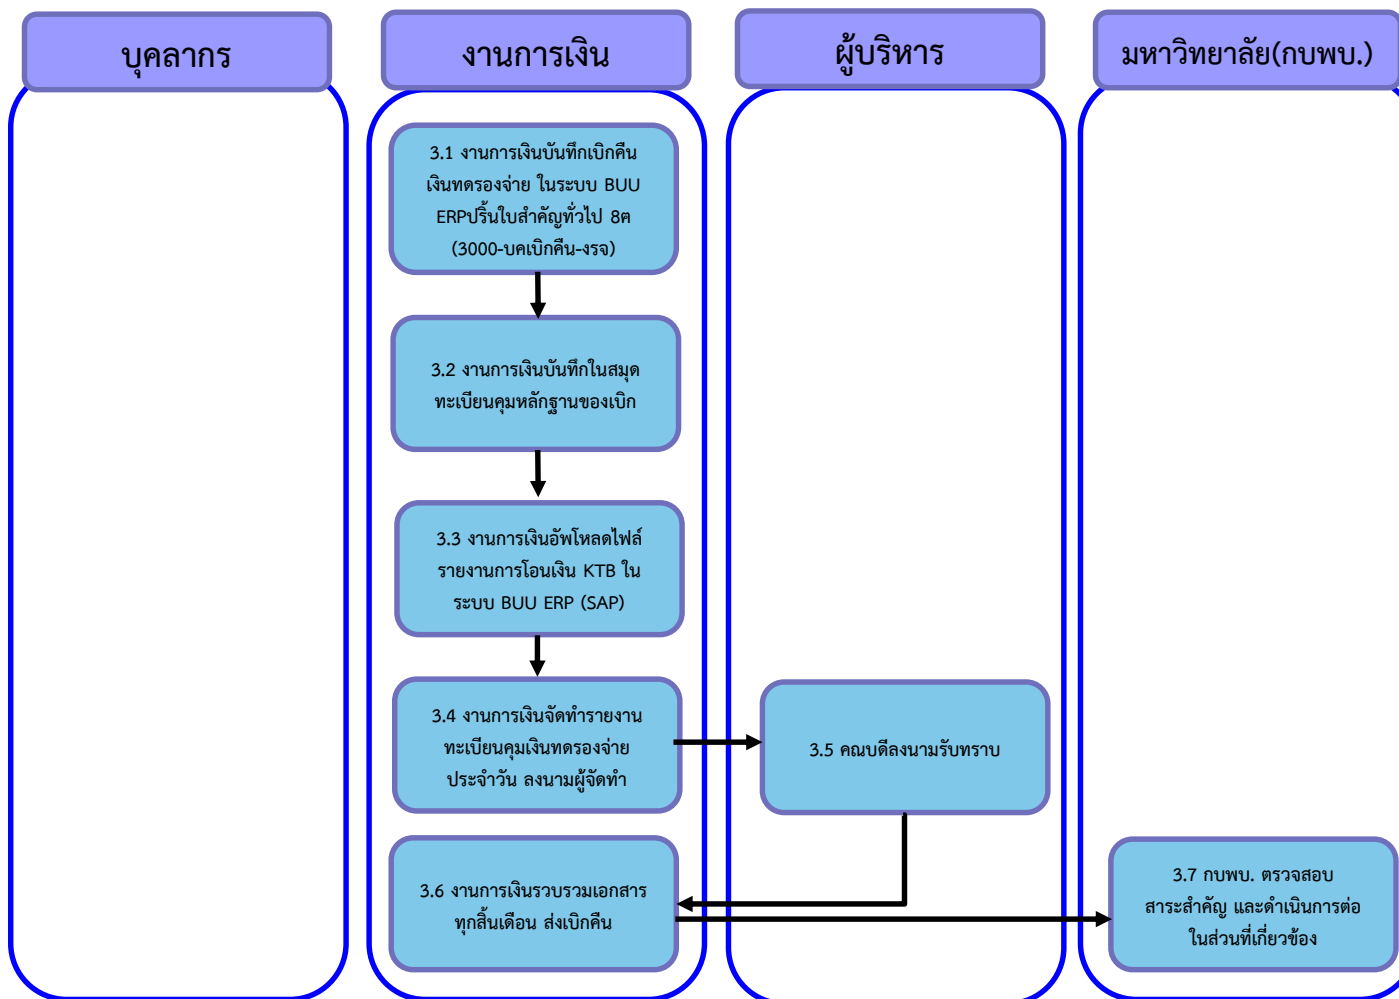 บุคลากร
งานการเงิน
ผู้บริหาร
มหาวิทยาลัย(กบพบ.)
3.1 งานการเงินบันทึกเบิกคืน
เงินทดรองจ่าย ในระบบ BUU
ERPปริ้นใบสำคัญทั่วไป 8ฅ
(3000-บคเบิกคืน-งรจ)
3.2 งานการเงินบันทึกในสมุด
ทะเบียนคุมหลักฐานของเบิก
3.3 งานการเงินอัพโหลดไฟล์
รายงานการโอนเงิน KTB ใน
ระบบ BUU ERP (SAP)
3.4 งานการเงินจัดทำรายงาน
ทะเบียนคุมเงินทดรองจ่าย
ประจำวัน ลงนามผู้จัดทำ
3.5 คณบดีลงนามรับทราบ
3.6 งานการเงินรวบรวมเอกสาร
ทุกสิ้นเดือน ส่งเบิกคืน
3.7 กบพบ. ตรวจสอบ
สาระสำคัญ และดำเนินการต่อ
ในส่วนที่เกี่ยวข้อง